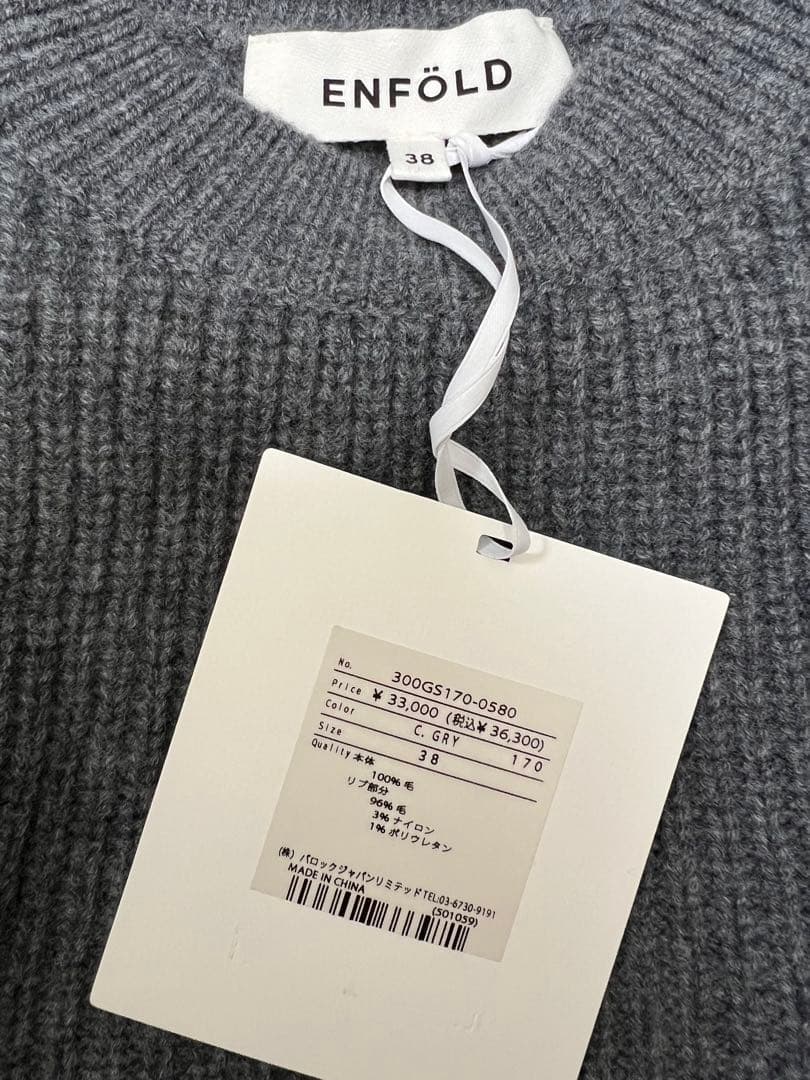 ENFÖLD
38
No. 300GS170-0580
Price ¥ 33,000 (税込¥ 36,300)
Color C. GRY 170
Size 38
Quality 本体
100% 毛
リブ部分
96% 毛
3% ナイロン
1% ポリウレタン
(株) バロックジャパンリミテッド TEL:03-6730-9191
MADE IN CHINA (501059)